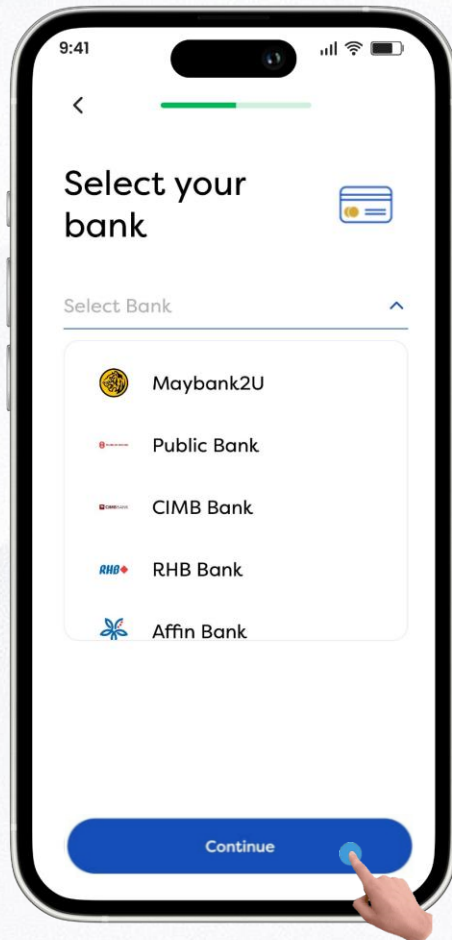 9:41
Select your
bank
Select Bank
Maybank2U
Public Bank
CIMB Bank
RHB RHB Bank
Affin Bank
Continue